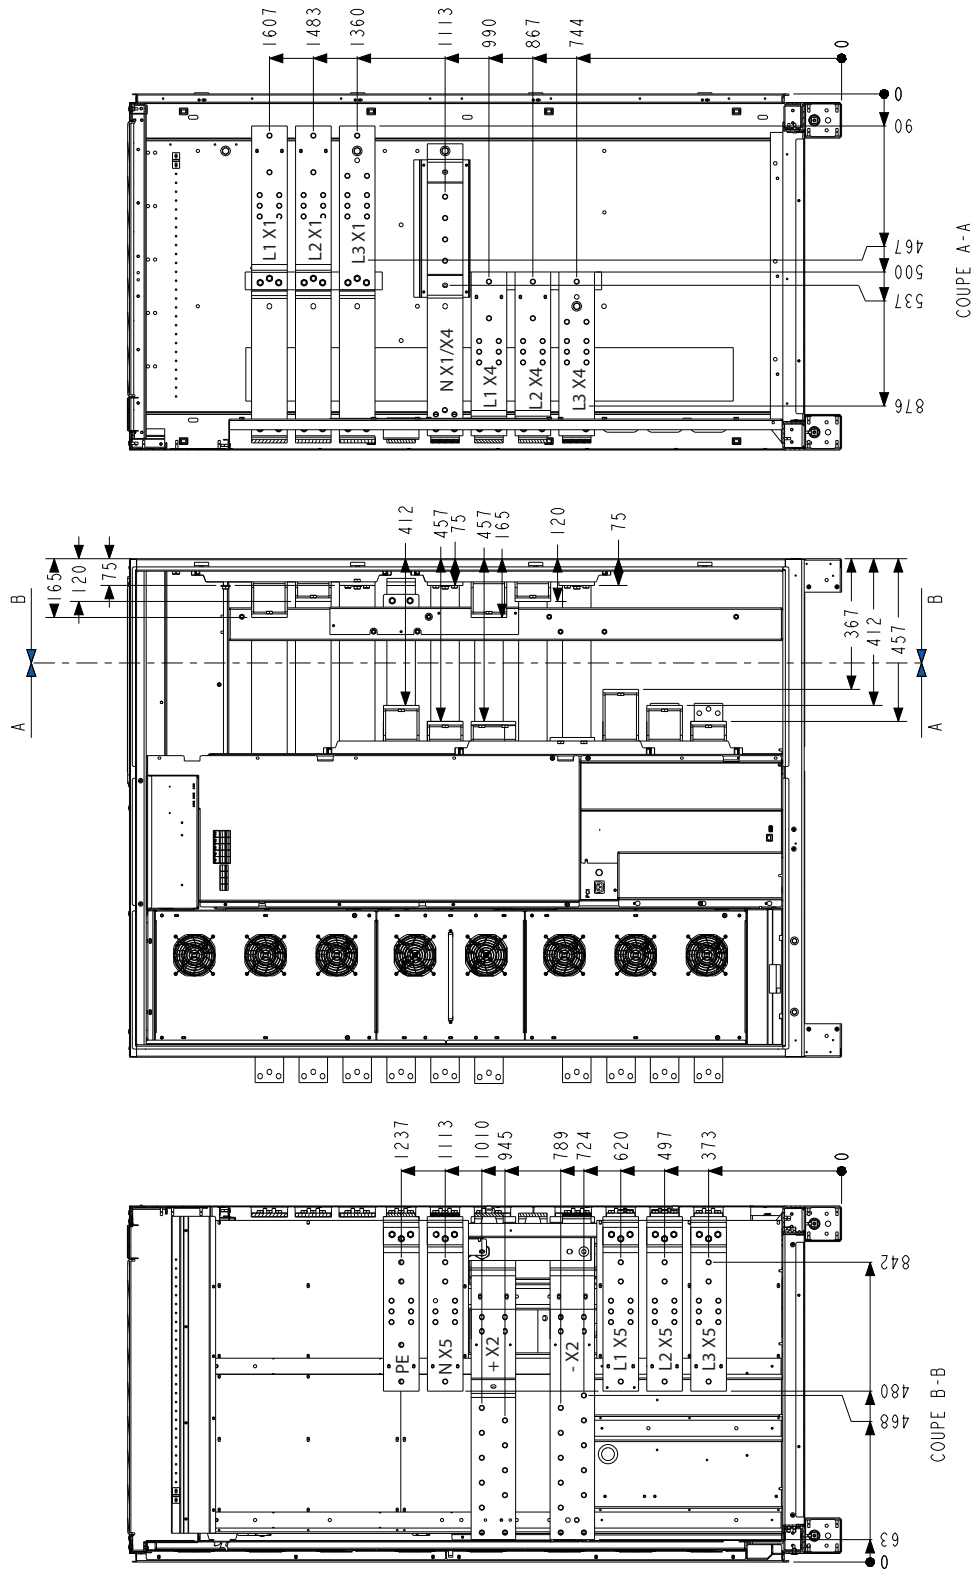 1607
1483
1360
1113
990
867
744
0
0
90
467
500
537
876
L1 X1
L2 X1
L3 X1
N X1/X4
L1 X4
L2 X4
L3 X4
COUPE A-A
165
120
75
412
457
75
457
165
120
75
367
412
457
B
A
B
A
1237
1113
1010
945
789
724
620
497
373
0
842
480
468
63
0
PE
N X5
+ X2
- X2
L1 X5
L2 X5
L3 X5
COUPE B-B